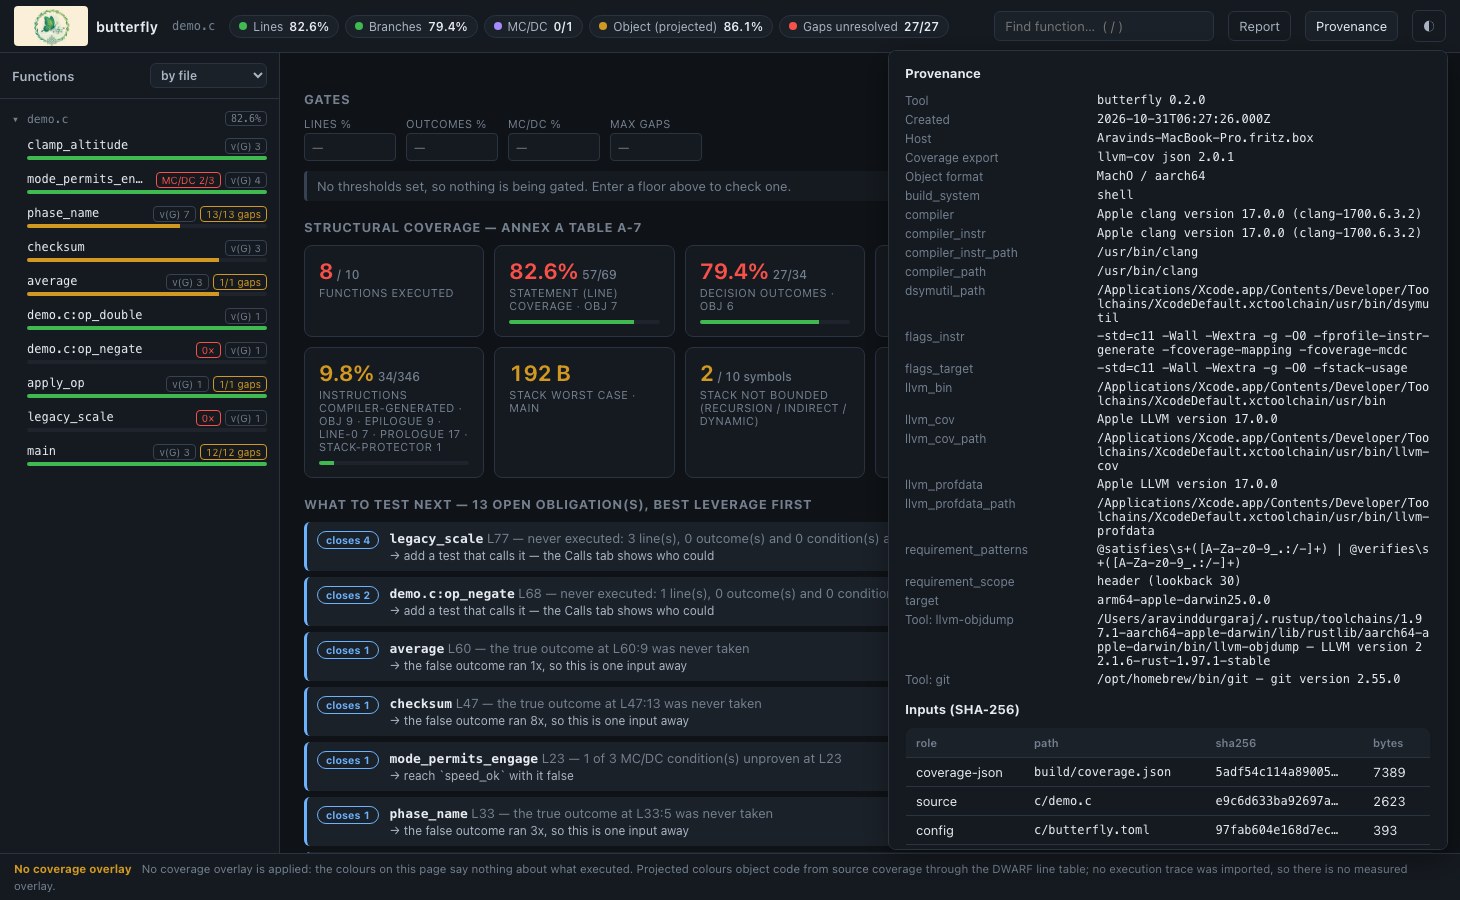 butterfly demo.c Lines 82.6% Branches 79.4% MC/DC 0/1 Object (projected) 86.1% Gaps unresolved 27/27 Find function... ( / ) Report Provenance
Functions by file
demo.c 82.6%
clamp_altitude v(G) 3
mode_permits_en… MC/DC 2/3 v(G) 4
phase_name v(G) 7 13/13 gaps
checksum v(G) 3
average v(G) 3 1/1 gaps
demo.c:op_double v(G) 1
demo.c:op_negate 0× v(G) 1
apply_op v(G) 1 1/1 gaps
legacy_scale 0× v(G) 1
main v(G) 3 12/12 gaps
GATES
LINES % OUTCOMES % MC/DC % MAX GAPS
— — — —
No thresholds set, so nothing is being gated. Enter a floor above to check one.
STRUCTURAL COVERAGE — ANNEX A TABLE A-7
8 / 10
FUNCTIONS EXECUTED
82.6% 57/69
STATEMENT (LINE)
COVERAGE · OBJ 7
79.4% 27/34
DECISION OUTCOMES ·
OBJ 6
9.8% 34/346
INSTRUCTIONS
COMPILER-GENERATED ·
OBJ 9 · EPILOGUE 9 ·
LINE-0 7 · PROLOGUE 17 ·
STACK-PROTECTOR 1
192 B
STACK WORST CASE ·
MAIN
2 / 10 symbols
STACK NOT BOUNDED
(RECURSION / INDIRECT /
DYNAMIC)
WHAT TO TEST NEXT — 13 OPEN OBLIGATION(S), BEST LEVERAGE FIRST
closes 4 legacy_scale L77 — never executed: 3 line(s), 0 outcome(s) and 0 condition(s) a
→ add a test that calls it — the Calls tab shows who could
closes 2 demo.c:op_negate L68 — never executed: 1 line(s), 0 outcome(s) and 0 condition
→ add a test that calls it — the Calls tab shows who could
closes 1 average L60 — the true outcome at L60:9 was never taken
→ the false outcome ran 1x, so this is one input away
closes 1 checksum L47 — the true outcome at L47:13 was never taken
→ the false outcome ran 8x, so this is one input away
closes 1 mode_permits_engage L23 — 1 of 3 MC/DC condition(s) unproven at L23
→ reach `speed_ok` with it false
closes 1 phase_name L33 — the true outcome at L33:5 was never taken
→ the false outcome ran 3x, so this is one input away
Provenance
Tool butterfly 0.2.0
Created 2026-10-31T06:27:26.000Z
Host Aravinds-MacBook-Pro.fritz.box
Coverage export llvm-cov json 2.0.1
Object format MachO / aarch64
build_system shell
compiler Apple clang version 17.0.0 (clang-1700.6.3.2)
compiler_instr Apple clang version 17.0.0 (clang-1700.6.3.2)
compiler_instr_path /usr/bin/clang
compiler_path /usr/bin/clang
dsymutil_path /Applications/Xcode.app/Contents/Developer/Too
lchains/XcodeDefault.xctoolchain/usr/bin/dsymu
til
flags_instr -std=c11 -Wall -Wextra -g -O0 -fprofile-instr-
generate -fcoverage-mapping -fcoverage-mcdc
flags_target -std=c11 -Wall -Wextra -g -O0 -fstack-usage
llvm_bin /Applications/Xcode.app/Contents/Developer/Too
lchains/XcodeDefault.xctoolchain/usr/bin
llvm_cov Apple LLVM version 17.0.0
llvm_cov_path /Applications/Xcode.app/Contents/Developer/Too
lchains/XcodeDefault.xctoolchain/usr/bin/llvm-
cov
llvm_profdata Apple LLVM version 17.0.0
llvm_profdata_path /Applications/Xcode.app/Contents/Developer/Too
lchains/XcodeDefault.xctoolchain/usr/bin/llvm-
profdata
requirement_patterns @satisfies\s+([A-Za-z0-9_.:/-]+) | @verifies\s
+([A-Za-z0-9_.:/-]+)
requirement_scope header (lookback 30)
target arm64-apple-darwin25.0.0
Tool: llvm-objdump /Users/aravinddurgaraj/.rustup/toolchains/1.9
7.1-aarch64-apple-darwin/lib/rustlib/aarch64-a
pple-darwin/bin/llvm-objdump — LLVM version 2
2.1.6-rust-1.97.1-stable
Tool: git /opt/homebrew/bin/git — git version 2.55.0
Inputs (SHA-256)
role path sha256 bytes
coverage-json build/coverage.json 5adf54c114a89005… 7389
source c/demo.c e9c6d633ba92697a… 2623
config c/butterfly.toml 97fab604e168d7ec… 393
No coverage overlay No coverage overlay is applied: the colours on this page say nothing about what executed. Projected colours object code from source coverage through the DWARF line table; no execution trace was imported, so there is no measured
overlay.